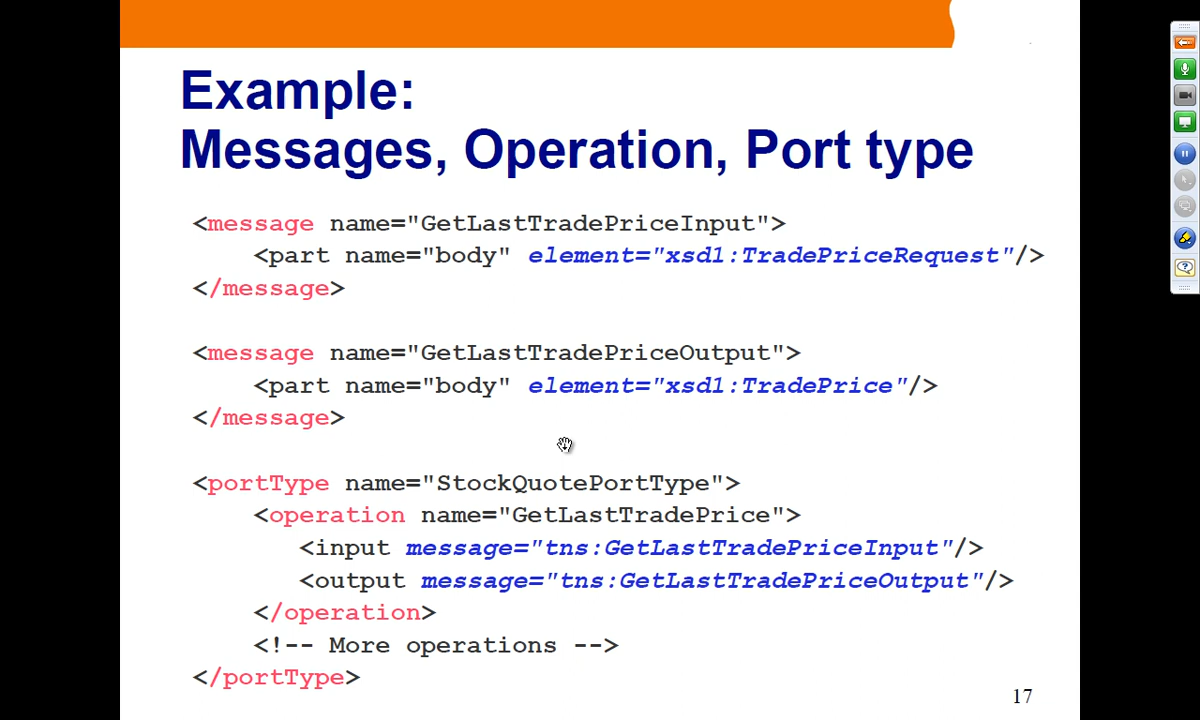 Example:
Messages, Operation, Port type
<message name="GetLastTradePriceInput">
<part name="body" element="xsd1:TradePriceRequest"/>
</message>
<message name="GetLastTradePriceOutput">
<part name="body" element="xsd1:TradePrice"/>
</message>
<portType name="StockQuotePortType">
<operation name="GetLastTradePrice">
<input message="tns:GetLastTradePriceInput"/>
<output message="tns:GetLastTradePriceOutput"/>
</operation>
<!-- More operations -->
</portType>
17